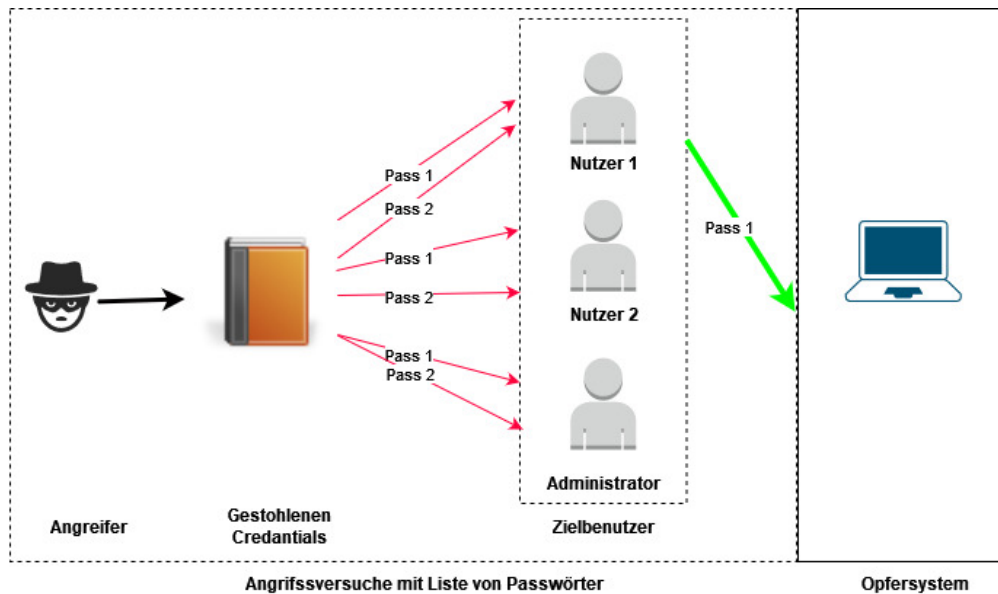 Nutzer 1
Pass 1
Pass 2
Pass 1
Pass 1
Pass 2
Nutzer 2
Pass 1
Pass 2
Administrator
Angreifer
Gestohlenen
Credantials
Zielbenutzer
Angrifssversuche mit Liste von Passwörter
Opfersystem